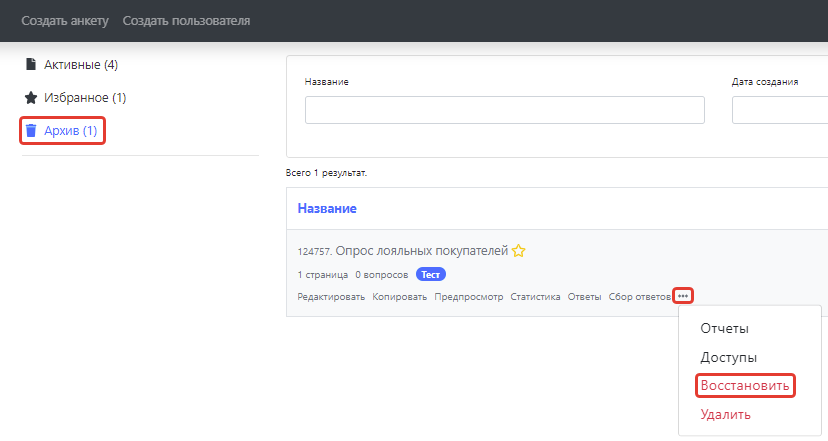 Создать анкету Создать пользователя
Активные (4)
Избранное (1)
Архив (1)
Название Дата создания
Всего 1 результат.
Название
124757. Опрос лояльных покупателей
1 страница 0 вопросов Тест
Редактировать Копировать Предпросмотр Статистика Ответы Сбор ответов •••
Отчеты
Доступы
Восстановить
Удалить